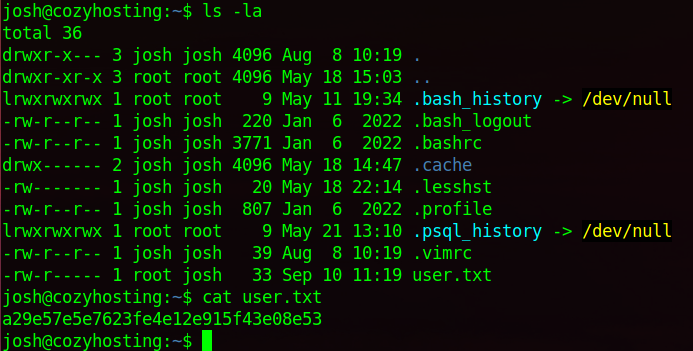 josh@cozyhosting:~$ ls -la
total 36
drwxr-x--- 3 josh josh 4096 Aug  8 10:19 .
drwxr-xr-x 3 root root 4096 May 18 15:03 ..
lrwxrwxrwx 1 root root    9 May 11 19:34 .bash_history -> /dev/null
-rw-r--r-- 1 josh josh  220 Jan  6  2022 .bash_logout
-rw-r--r-- 1 josh josh 3771 Jan  6  2022 .bashrc
drwx------ 2 josh josh 4096 May 18 14:47 .cache
-rw------- 1 josh josh   20 May 18 22:14 .lesshst
-rw-r--r-- 1 josh josh  807 Jan  6  2022 .profile
lrwxrwxrwx 1 root root    9 May 21 13:10 .psql_history -> /dev/null
-rw-r--r-- 1 josh josh   39 Aug  8 10:19 .vimrc
-rw-r----- 1 root josh   33 Sep 10 11:19 user.txt
josh@cozyhosting:~$ cat user.txt
a29e57e5e7623fe4e12e915f43e08e53
josh@cozyhosting:~$